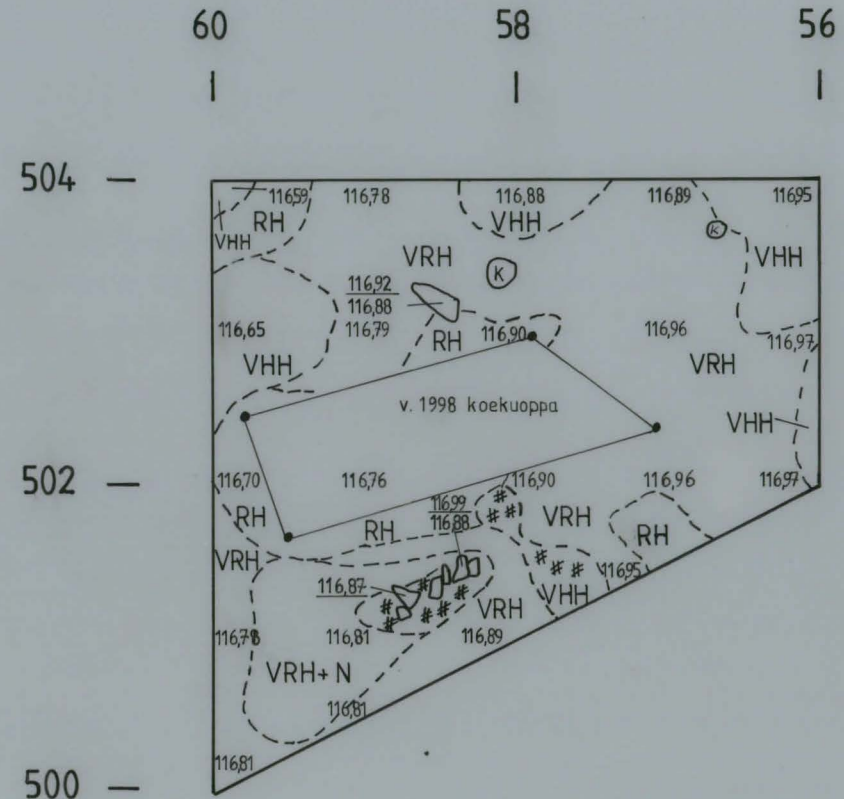 60 58 56
504
116,59 116,78 116,88 116,89 116,95
VHH RH VHH
VRH VHH
K K
116,92
116,88
116,65 116,79 RH 116,90 116,96 116,97
VHH VRH
v. 1998 koekuoppa
VHH
502
116,70 116,76 116,90 116,96 116,97
116,99
116,88
RH RH VRH RH
VRH
116,95
116,87 VHH
VRH
116,81 116,89
VRH+N
116,81
116,81
500